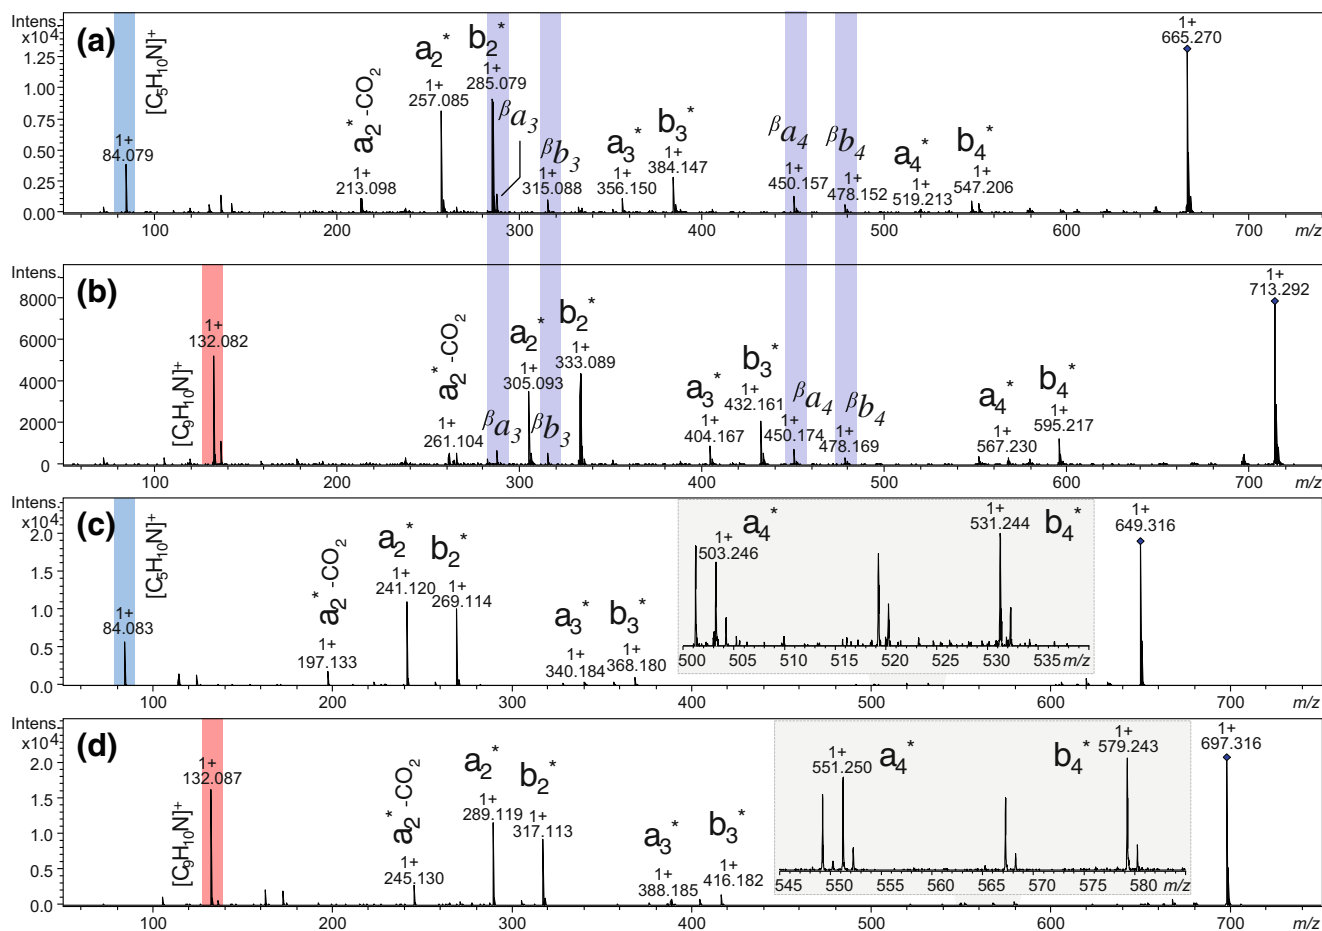 Intens.
x10⁴
(a)
[C₅H₁₀N]⁺
a₂* -CO₂
a₂*
b₂*
ᵝa₃
ᵝb₃
a₃*
b₃*
ᵝa₄
ᵝb₄
a₄*
b₄*
1+
84.079
1+
213.098
1+
257.085
1+
285.079
1+
315.088
1+
356.150
1+
384.147
1+
450.157
1+
478.152
1+
519.213
1+
547.206
1+
665.270
1.25
1.00
0.75
0.50
0.25
0.00
100 200 300 400 500 600 700 m/z
Intens.
(b)
[C₉H₁₀N]⁺
a₂* -CO₂
ᵝa₃
a₂*
ᵝb₃
b₂*
a₃*
b₃*
ᵝa₄
ᵝb₄
a₄*
b₄*
1+
132.082
1+
261.104
1+
305.093
1+
333.089
1+
404.167
1+
432.161
1+
450.174
1+
478.169
1+
567.230
1+
595.217
1+
713.292
8000
6000
4000
2000
0
100 200 300 400 500 600 700 m/z
Intens.
x10⁴
(c)
[C₅H₁₀N]⁺
a₂* -CO₂
a₂*
b₂*
a₃*
b₃*
1+
84.083
1+
197.133
1+
241.120
1+
269.114
1+
340.184
1+
368.180
1+
503.246
a₄*
1+
531.244
b₄*
500 505 510 515 520 525 530 535 m/z
1+
649.316
2.0
1.5
1.0
0.5
0.0
100 200 300 400 500 600 700 m/z
Intens.
x10⁴
(d)
[C₉H₁₀N]⁺
a₂* -CO₂
a₂*
b₂*
a₃*
b₃*
1+
132.087
1+
245.130
1+
289.119
1+
317.113
1+
388.185
1+
416.182
1+
551.250
a₄*
b₄*
1+
579.243
545 550 555 560 565 570 575 580 m/z
1+
697.316
2.0
1.5
1.0
0.5
0.0
100 200 300 400 500 600 700 m/z